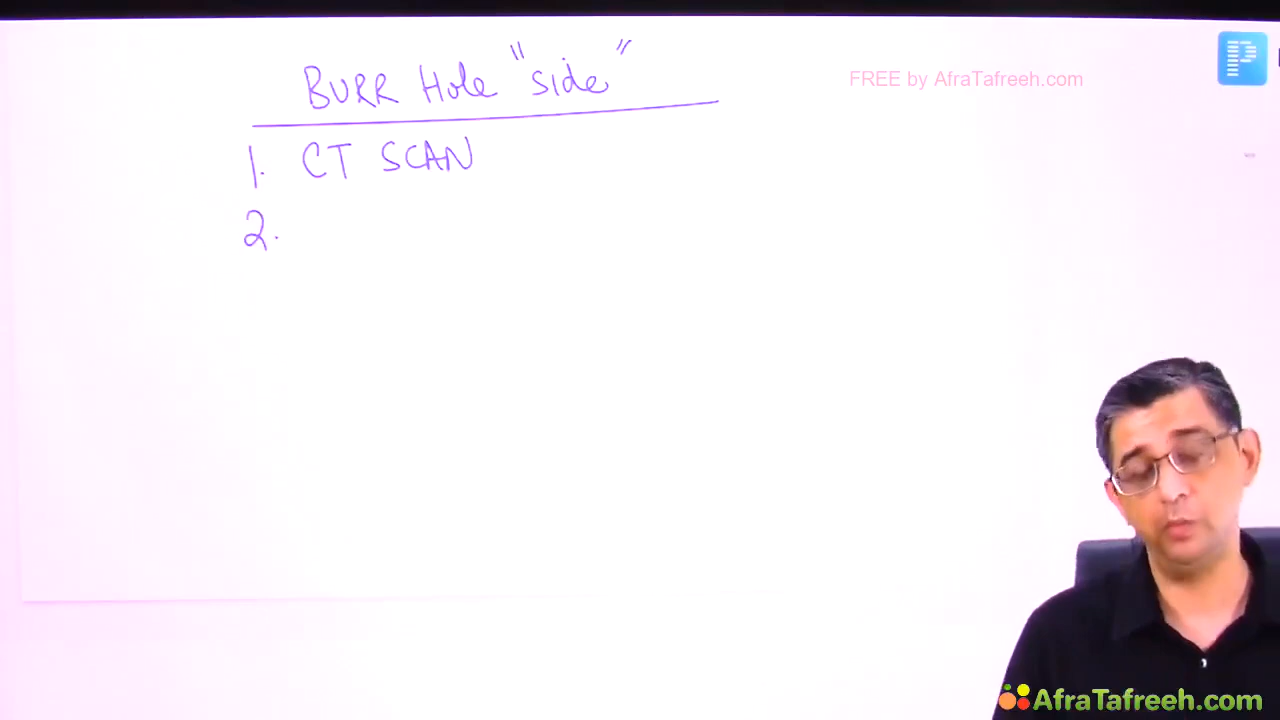 BURR Hole "side"
FREE by AfraTafreeh.com
1. CT SCAN
2.
AfraTafreeh.com